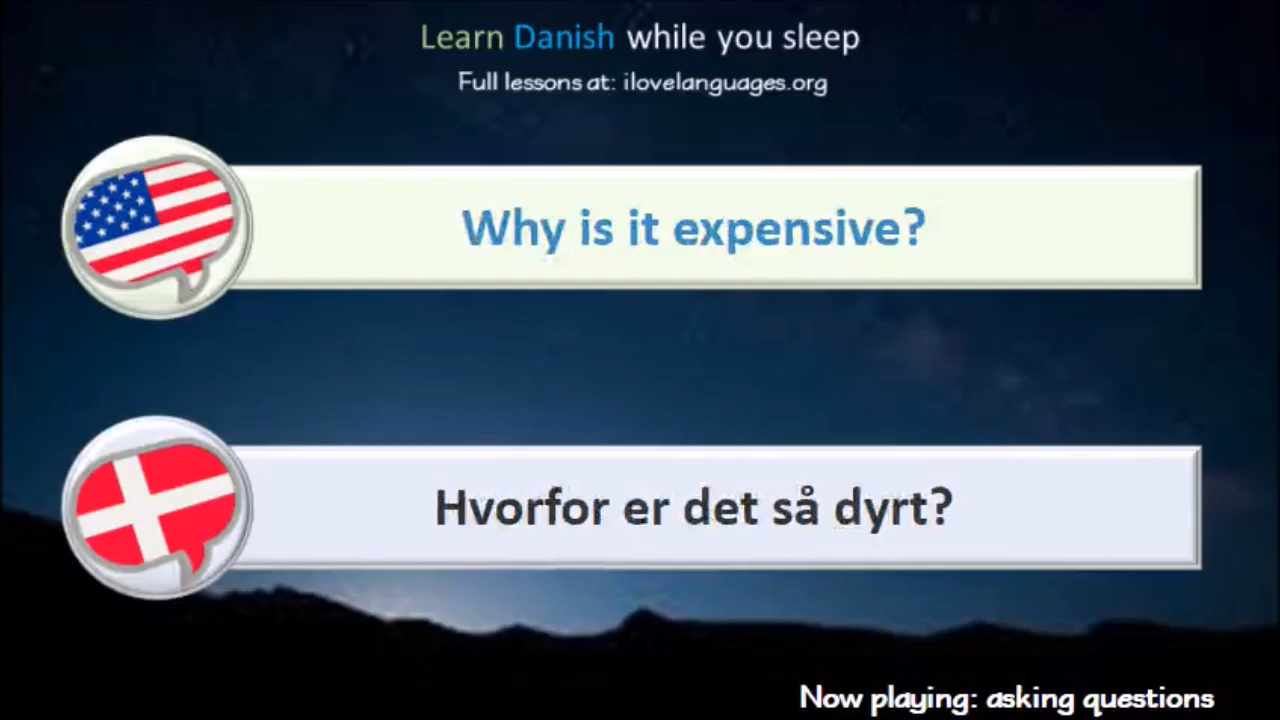 Learn Danish while you sleep
Full lessons at: ilovelanguages.org
Why is it expensive?
Hvorfor er det så dyrt?
Now playing: asking questions